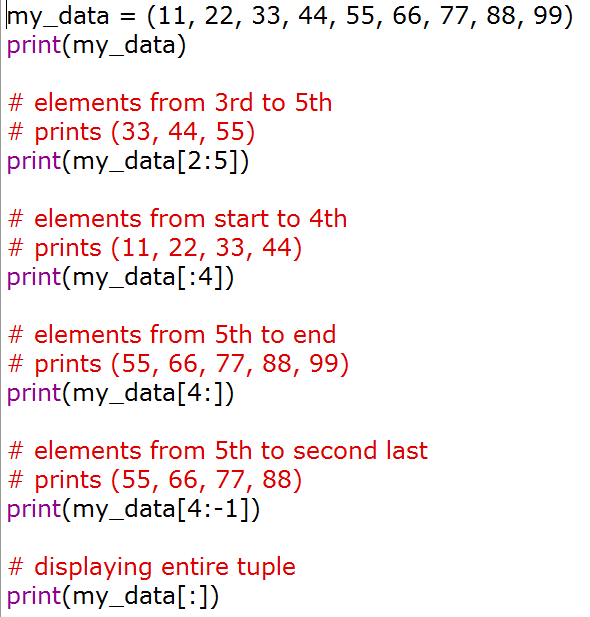 my_data = (11, 22, 33, 44, 55, 66, 77, 88, 99)
print(my_data)
# elements from 3rd to 5th
# prints (33, 44, 55)
print(my_data[2:5])
# elements from start to 4th
# prints (11, 22, 33, 44)
print(my_data[:4])
# elements from 5th to end
# prints (55, 66, 77, 88, 99)
print(my_data[4:])
# elements from 5th to second last
# prints (55, 66, 77, 88)
print(my_data[4:-1])
# displaying entire tuple
print(my_data[:])